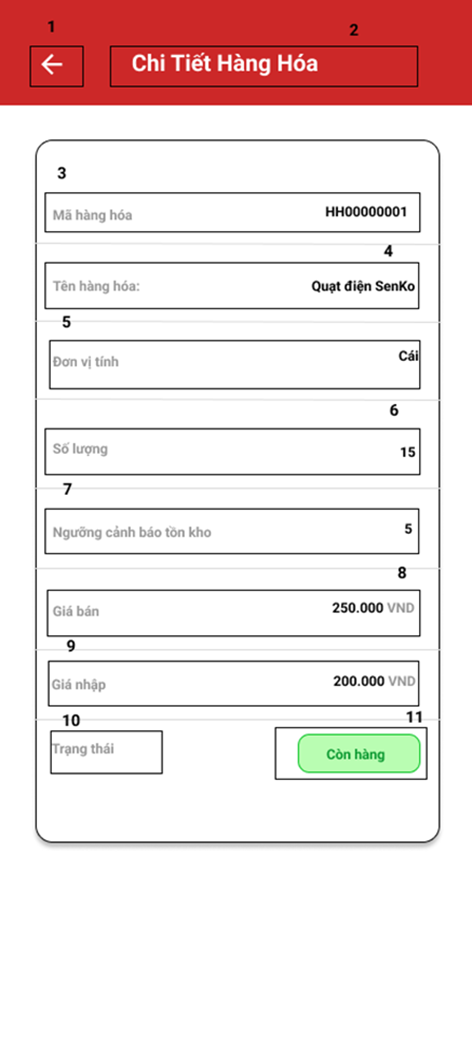 1
2
Chi Tiết Hàng Hóa
3
Mã hàng hóa HH00000001
4
Tên hàng hóa: Quạt điện SenKo
5
Đơn vị tính Cái
6
Số lượng 15
7
Ngưỡng cảnh báo tồn kho 5
8
Giá bán 250.000 VND
9
Giá nhập 200.000 VND
10
11
Trạng thái Còn hàng